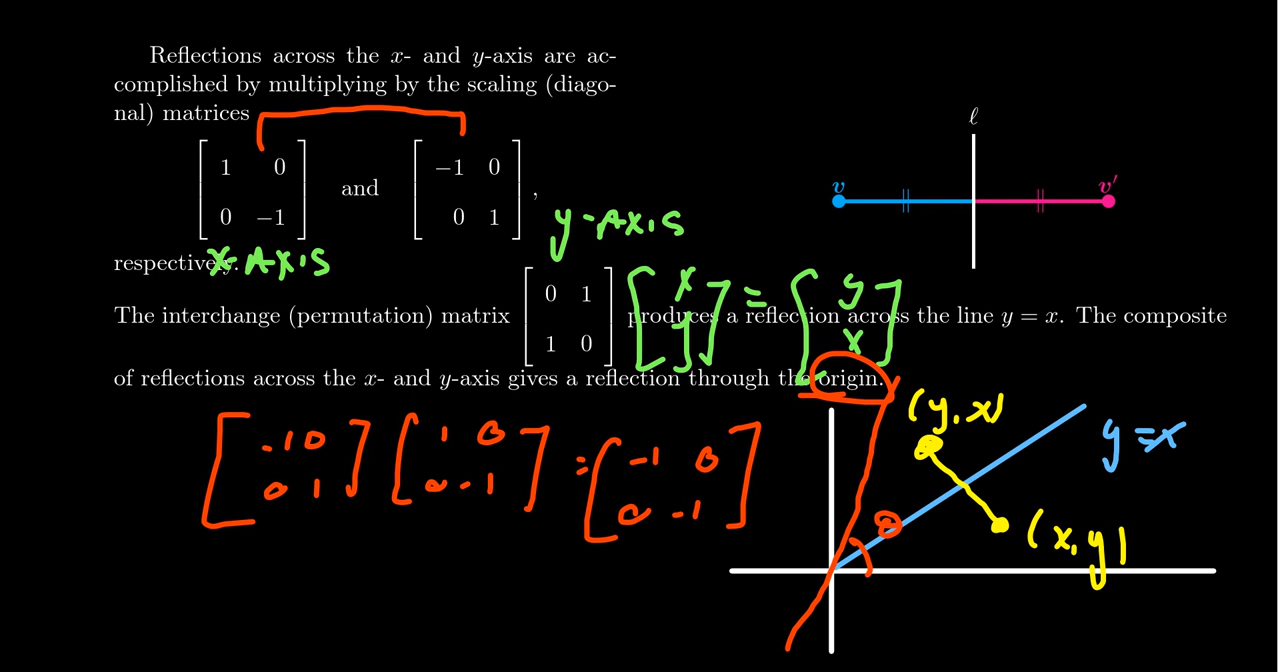 Reflections across the x- and y-axis are ac-
complished by multiplying by the scaling (diago-
nal) matrices
[ 1 0 ] and [ −1 0 ] ,
[ 0 −1 ] [ 0 1 ]
y-AXIS
respectively.
X-AXIS
ℓ
v v′
The interchange (permutation) matrix [ 0 1 ] [ x ] = [ y ] produces a reflection across the line y = x. The composite
[ 1 0 ] [ y ] [ x ]
of reflections across the x- and y-axis gives a reflection through the origin.
[ -1 0 ] [ 1 0 ] = [ -1 0 ]
[ 0 1 ] [ 0 -1 ] [ 0 -1 ]
(y, x)
y = x
(x, y)